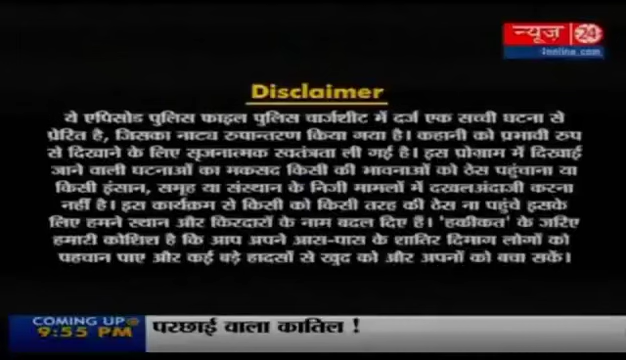 न्यूज़ 24
online.com
Disclaimer
ये एपिसोड पुलिस फाइल पुलिस चार्जशीट में दर्ज एक सच्ची घटना से
प्रेरित है, जिसका नाट्य रुपान्तरण किया गया है। कहानी को प्रभावी रुप
से दिखाने के लिए सृजनात्मक स्वतंत्रता ली गई है। इस प्रोग्राम में दिखाई
जाने वाली घटनाओं का मकसद किसी की भावनाओं को ठेस पहुंचाना या
किसी इंसान, समूह या संस्थान के निजी मामलों में दखलअंदाजी करना
नहीं है। इस कार्यक्रम से किसी को किसी तरह की ठेस ना पहुंचे इसके
लिए हमने स्थान और किरदारों के नाम बदल दिए हैं। 'हकीकत' के जरिए
हमारी कोशिश है कि आप अपने आस-पास के शातिर दिमाग लोगों को
पहचान पाए और कई बड़े हादसों से खुद को और अपनों को बचा सकें।
COMING UP
9:55 PM
परछाई वाला कातिल !